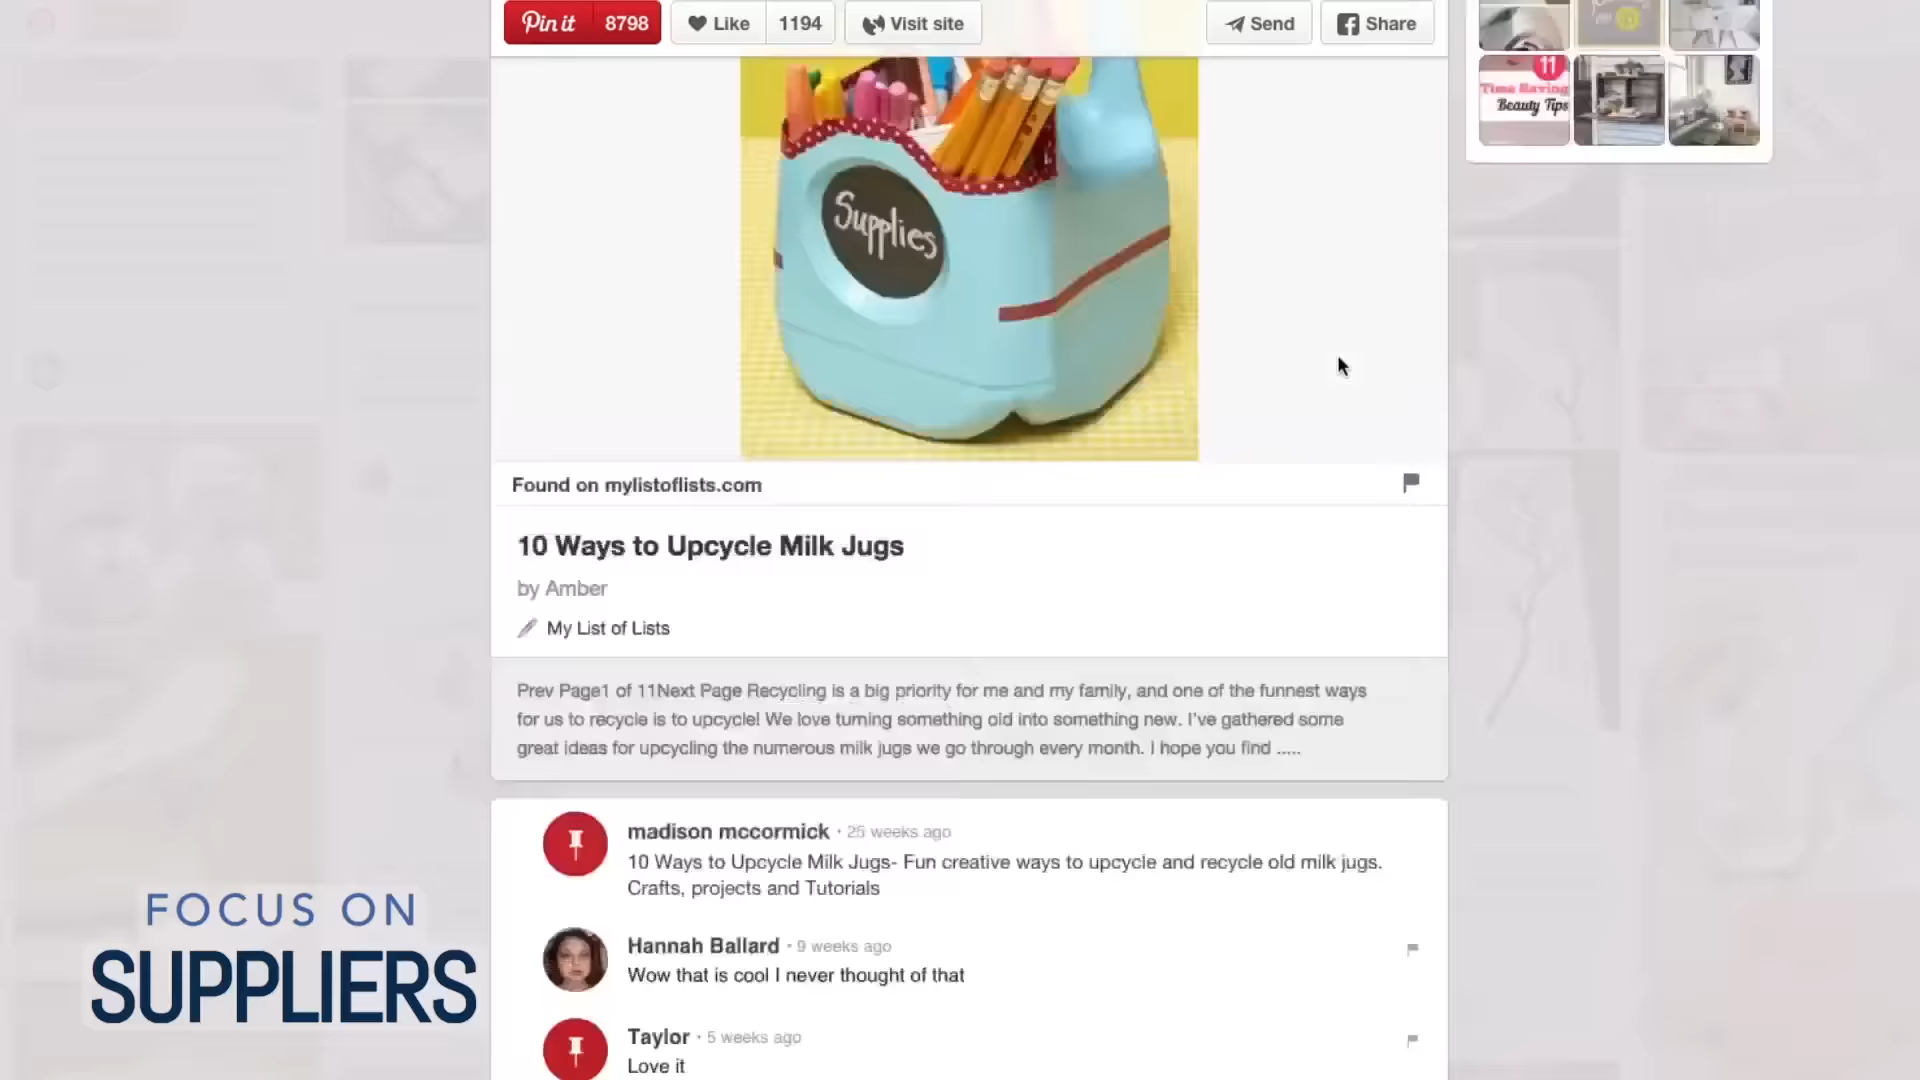 Pin it 8798 Like 1194 Visit site Send Share
11
Time Saving
Beauty Tips
Supplies
Found on mylistoflists.com
10 Ways to Upcycle Milk Jugs
by Amber
My List of Lists
Prev Page1 of 11Next Page Recycling is a big priority for me and my family, and one of the funnest ways
for us to recycle is to upcycle! We love turning something old into something new. I've gathered some
great ideas for upcycling the numerous milk jugs we go through every month. I hope you find .....
madison mccormick · 25 weeks ago
10 Ways to Upcycle Milk Jugs- Fun creative ways to upcycle and recycle old milk jugs.
Crafts, projects and Tutorials
Hannah Ballard · 9 weeks ago
Wow that is cool I never thought of that
Taylor · 5 weeks ago
Love it
FOCUS ON
SUPPLIERS